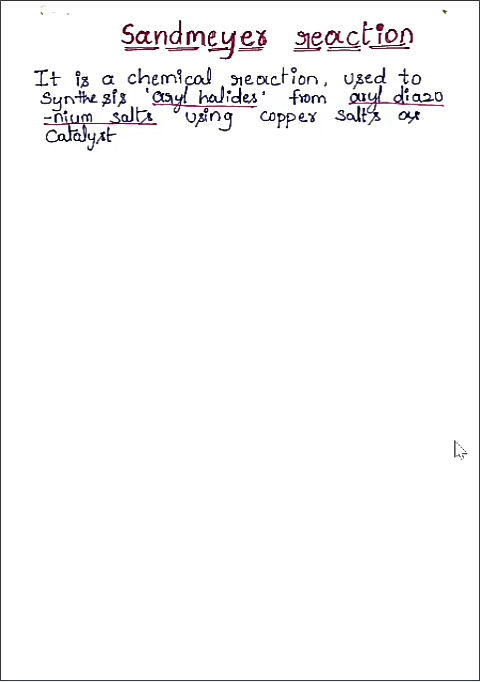 Sandmeyer reaction
It is a chemical reaction, used to
Synthesis 'aryl halides' from aryl diazo
-nium salts using copper salts as
Catalyst